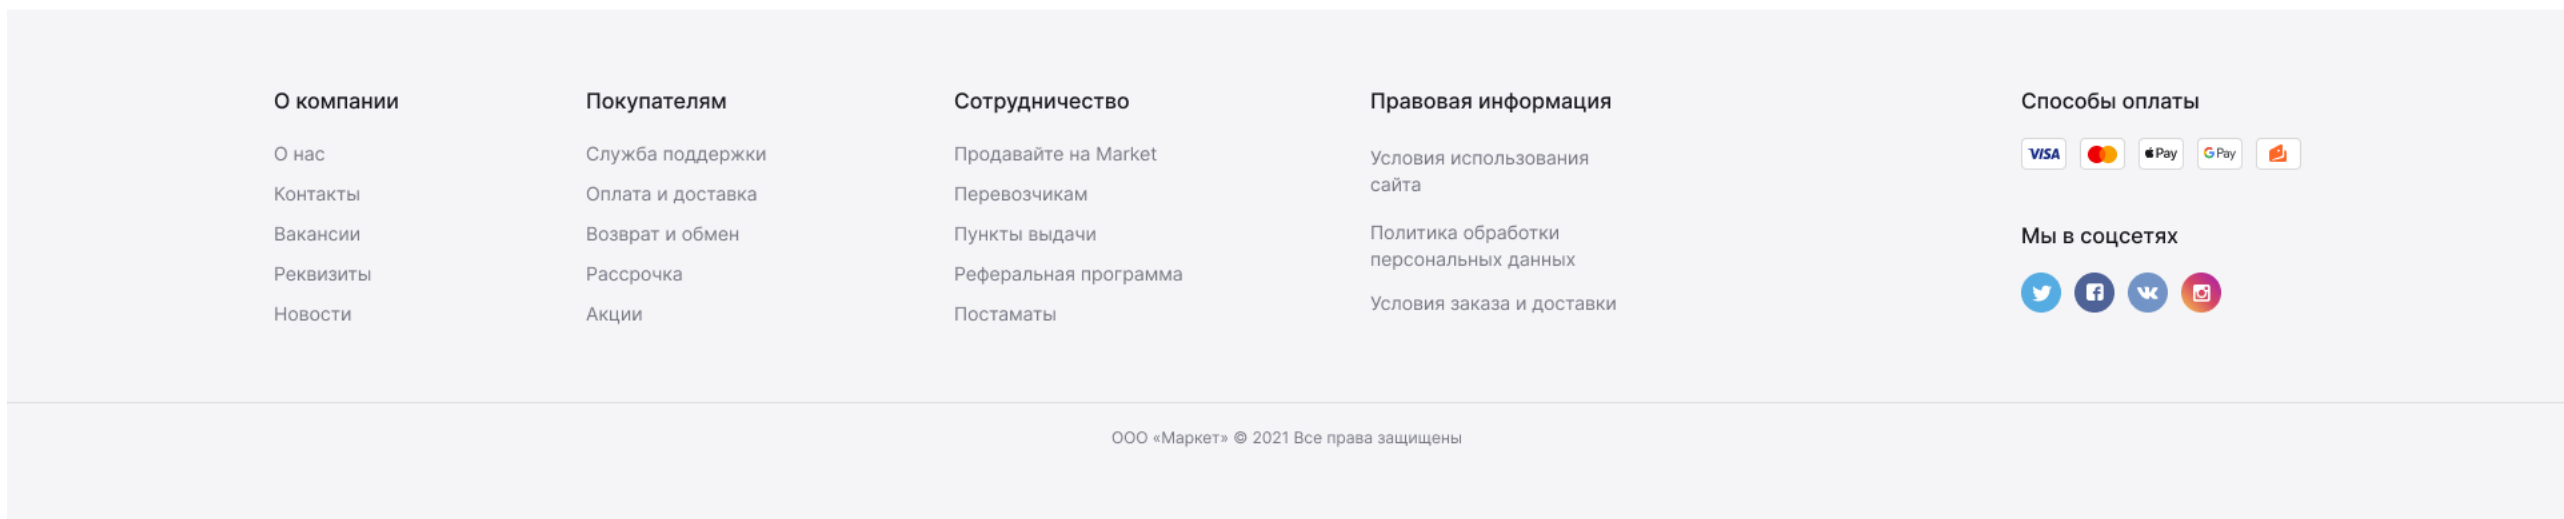 О компании
О нас
Контакты
Вакансии
Реквизиты
Новости
Покупателям
Служба поддержки
Оплата и доставка
Возврат и обмен
Рассрочка
Акции
Сотрудничество
Продавайте на Market
Перевозчикам
Пункты выдачи
Реферальная программа
Постаматы
Правовая информация
Условия использования
сайта
Политика обработки
персональных данных
Условия заказа и доставки
Способы оплаты
VISA
Pay
G Pay
Мы в соцсетях
ООО «Маркет» © 2021 Все права защищены